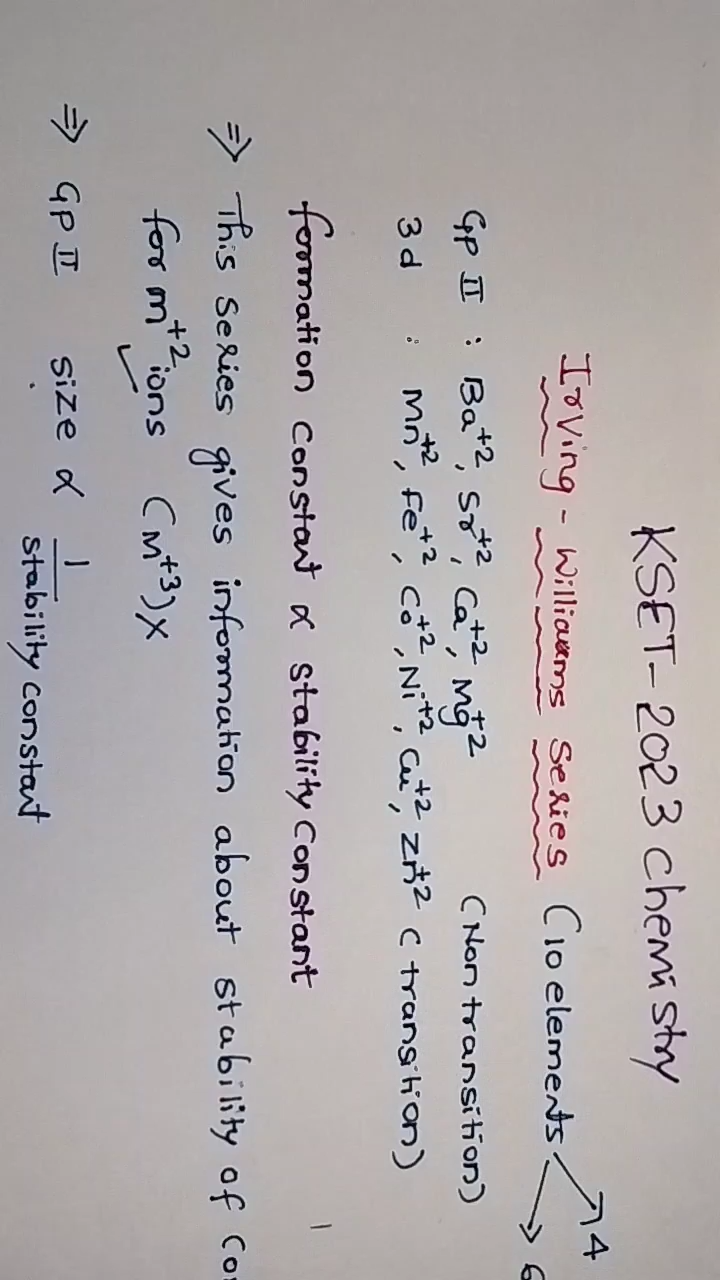 KSET-2023 chemistry
Irving-Williams Series (10 elements → 4
→ 6
GP II : Ba+2, Sr+2, Ca+2, Mg+2 (Non transition)
3d : Mn+2, Fe+2, Co+2, Ni+2, Cu+2, Zn+2 (transition)
formation constant ∝ stability constant
⇒ This series gives information about stability of
for m+2 ions (M+3)×
✓
⇒ GP II size ∝ 1
stability constant